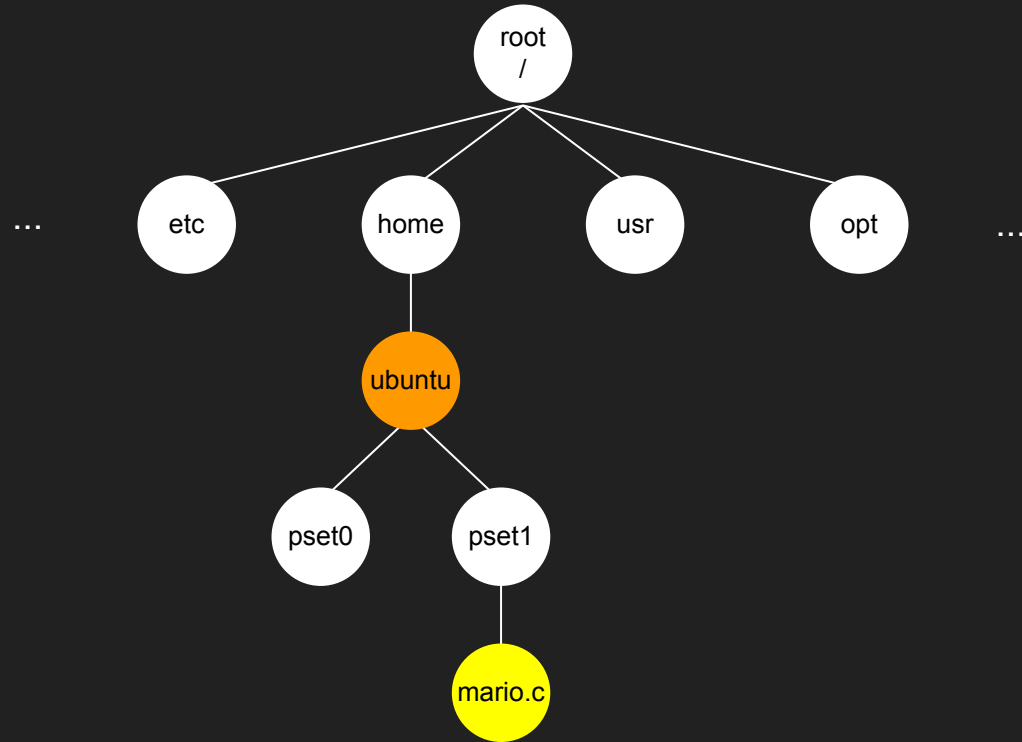 root
/
... etc home usr opt ...
ubuntu
pset0 pset1
mario.c